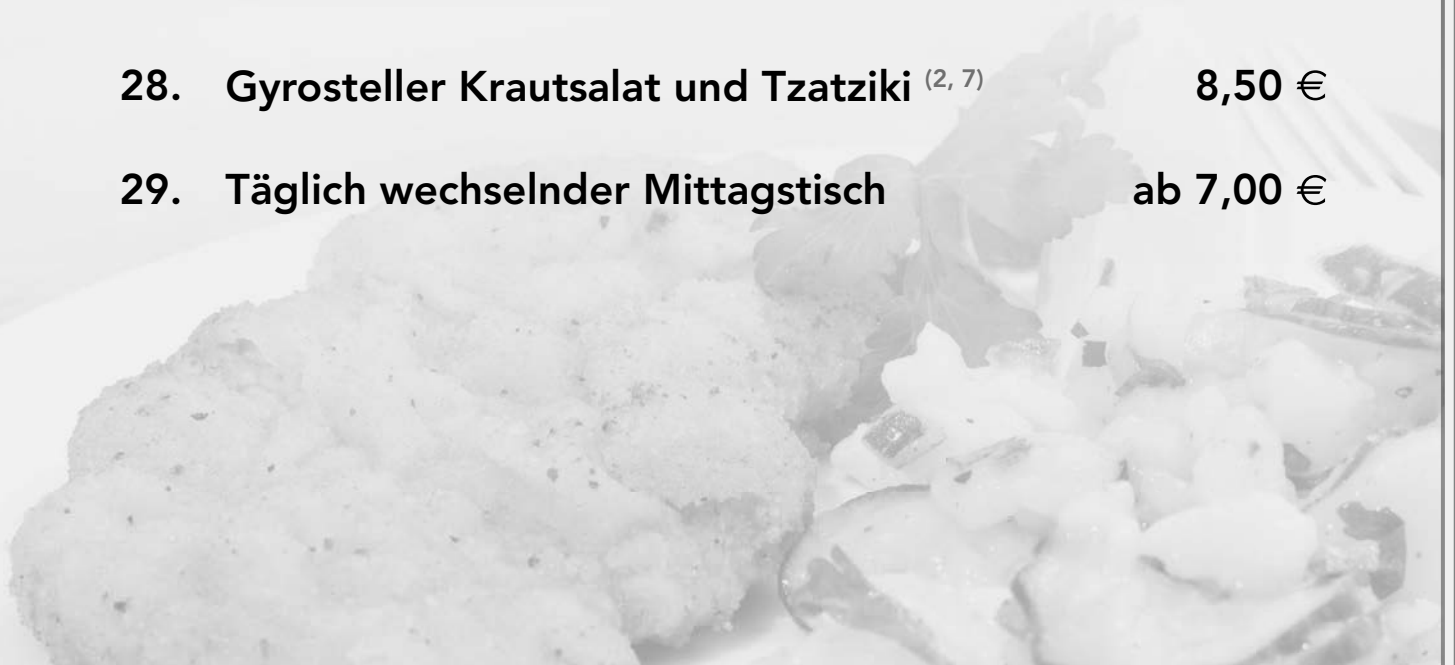 28. Gyrosteller Krautsalat und Tzatziki (2, 7) 8,50 €
29. Täglich wechselnder Mittagstisch ab 7,00 €